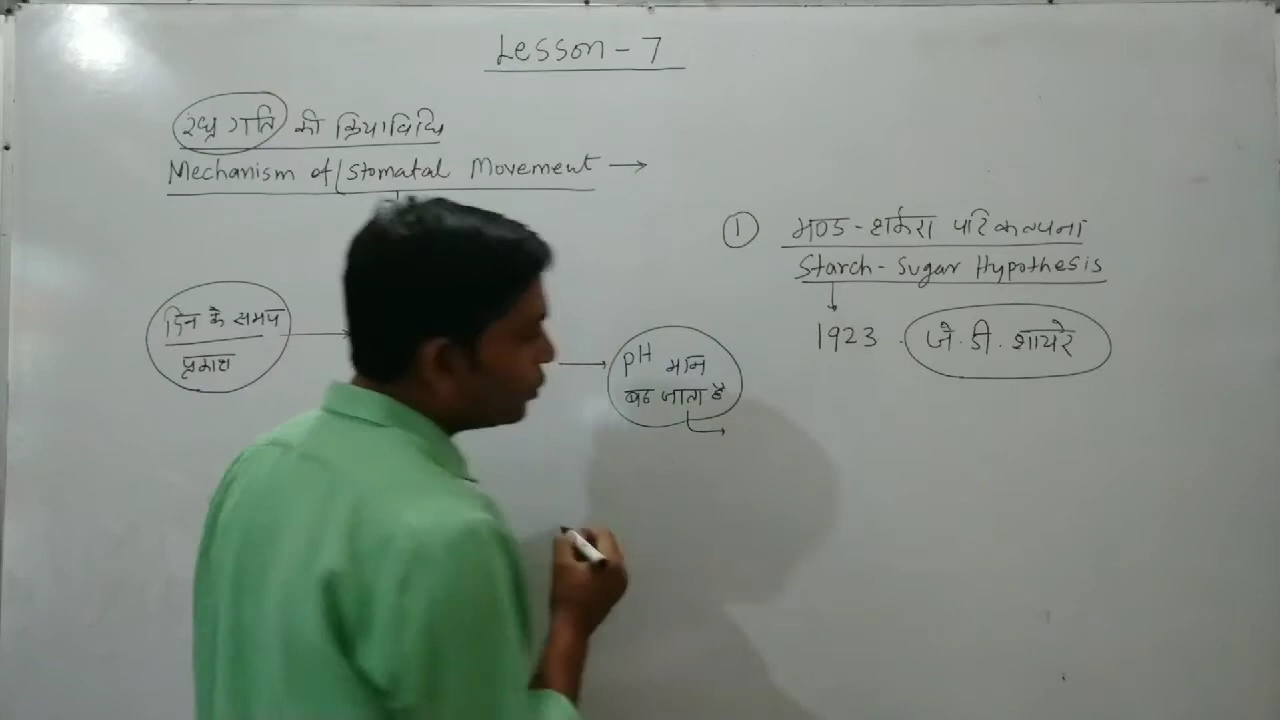 Lesson - 7
रंध्र गति की क्रियाविधि
Mechanism of Stomatal Movement →
① मण्ड - शर्करा परिकल्पना
Starch - Sugar Hypothesis
1923 . जे. डी. शायरे
दिन के समय
प्रकाश
pH मान
बढ जाता है